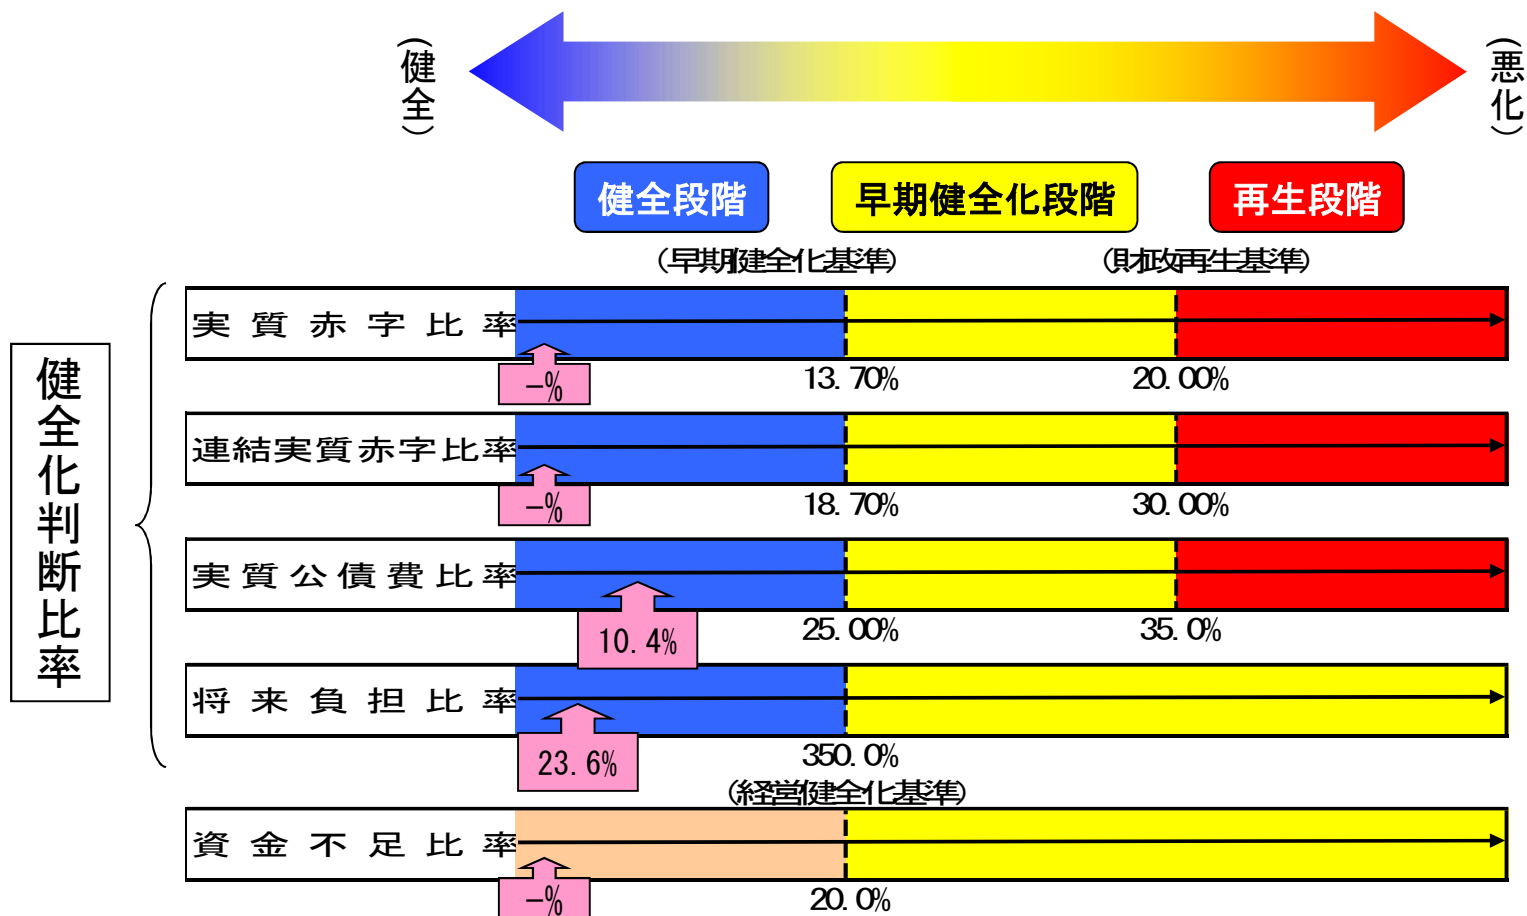 (健全)
(悪化)
健全段階
早期健全化段階
再生段階
(早期健全化基準)
(財政再生基準)
健全化判断比率
実質赤字比率
-%
13.70%
20.00%
連結実質赤字比率
-%
18.70%
30.00%
実質公債費比率
10.4%
25.00%
35.0%
将来負担比率
23.6%
350.0%
(経営健全化基準)
資金不足比率
-%
20.0%